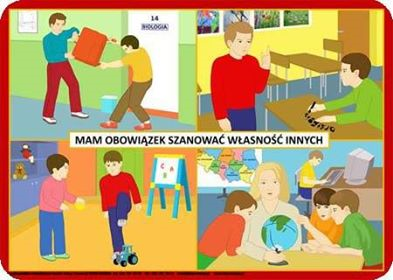 14
BIOLOGIA
MAM OBOWIĄZEK SZANOWAĆ WŁASNOŚĆ INNYCH